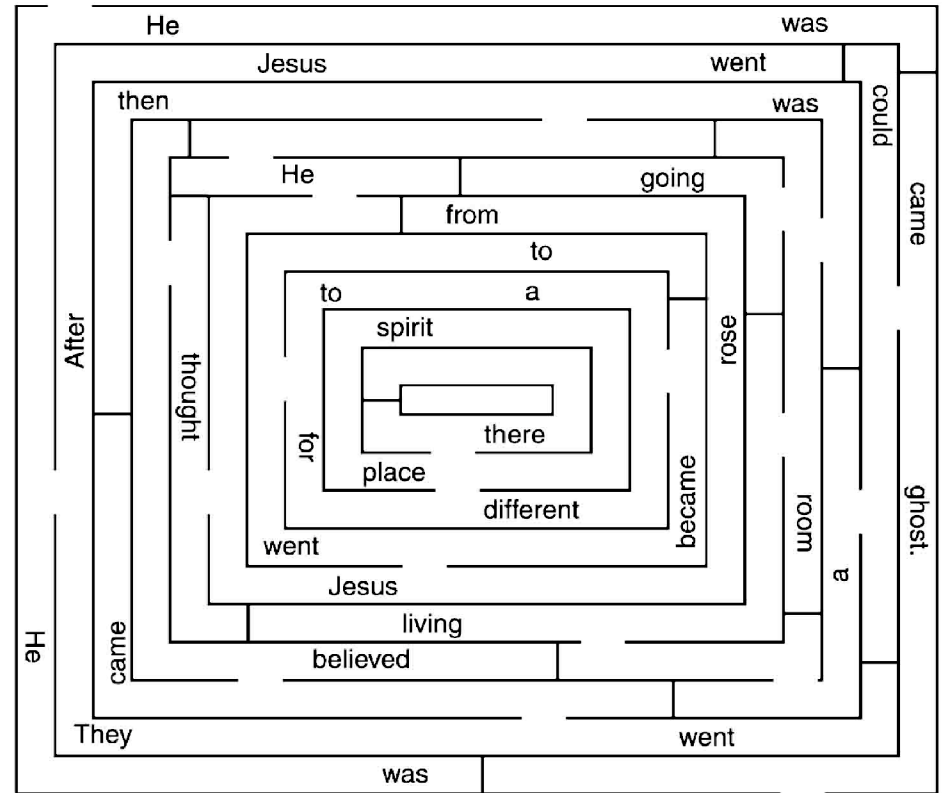 He was
Jesus went
then was
could
He going
came
from
to
to a
spirit
rose
After
thought
there
for
place
became
different
room
ghost.
went
a
Jesus
living
He
came
believed
They went
was